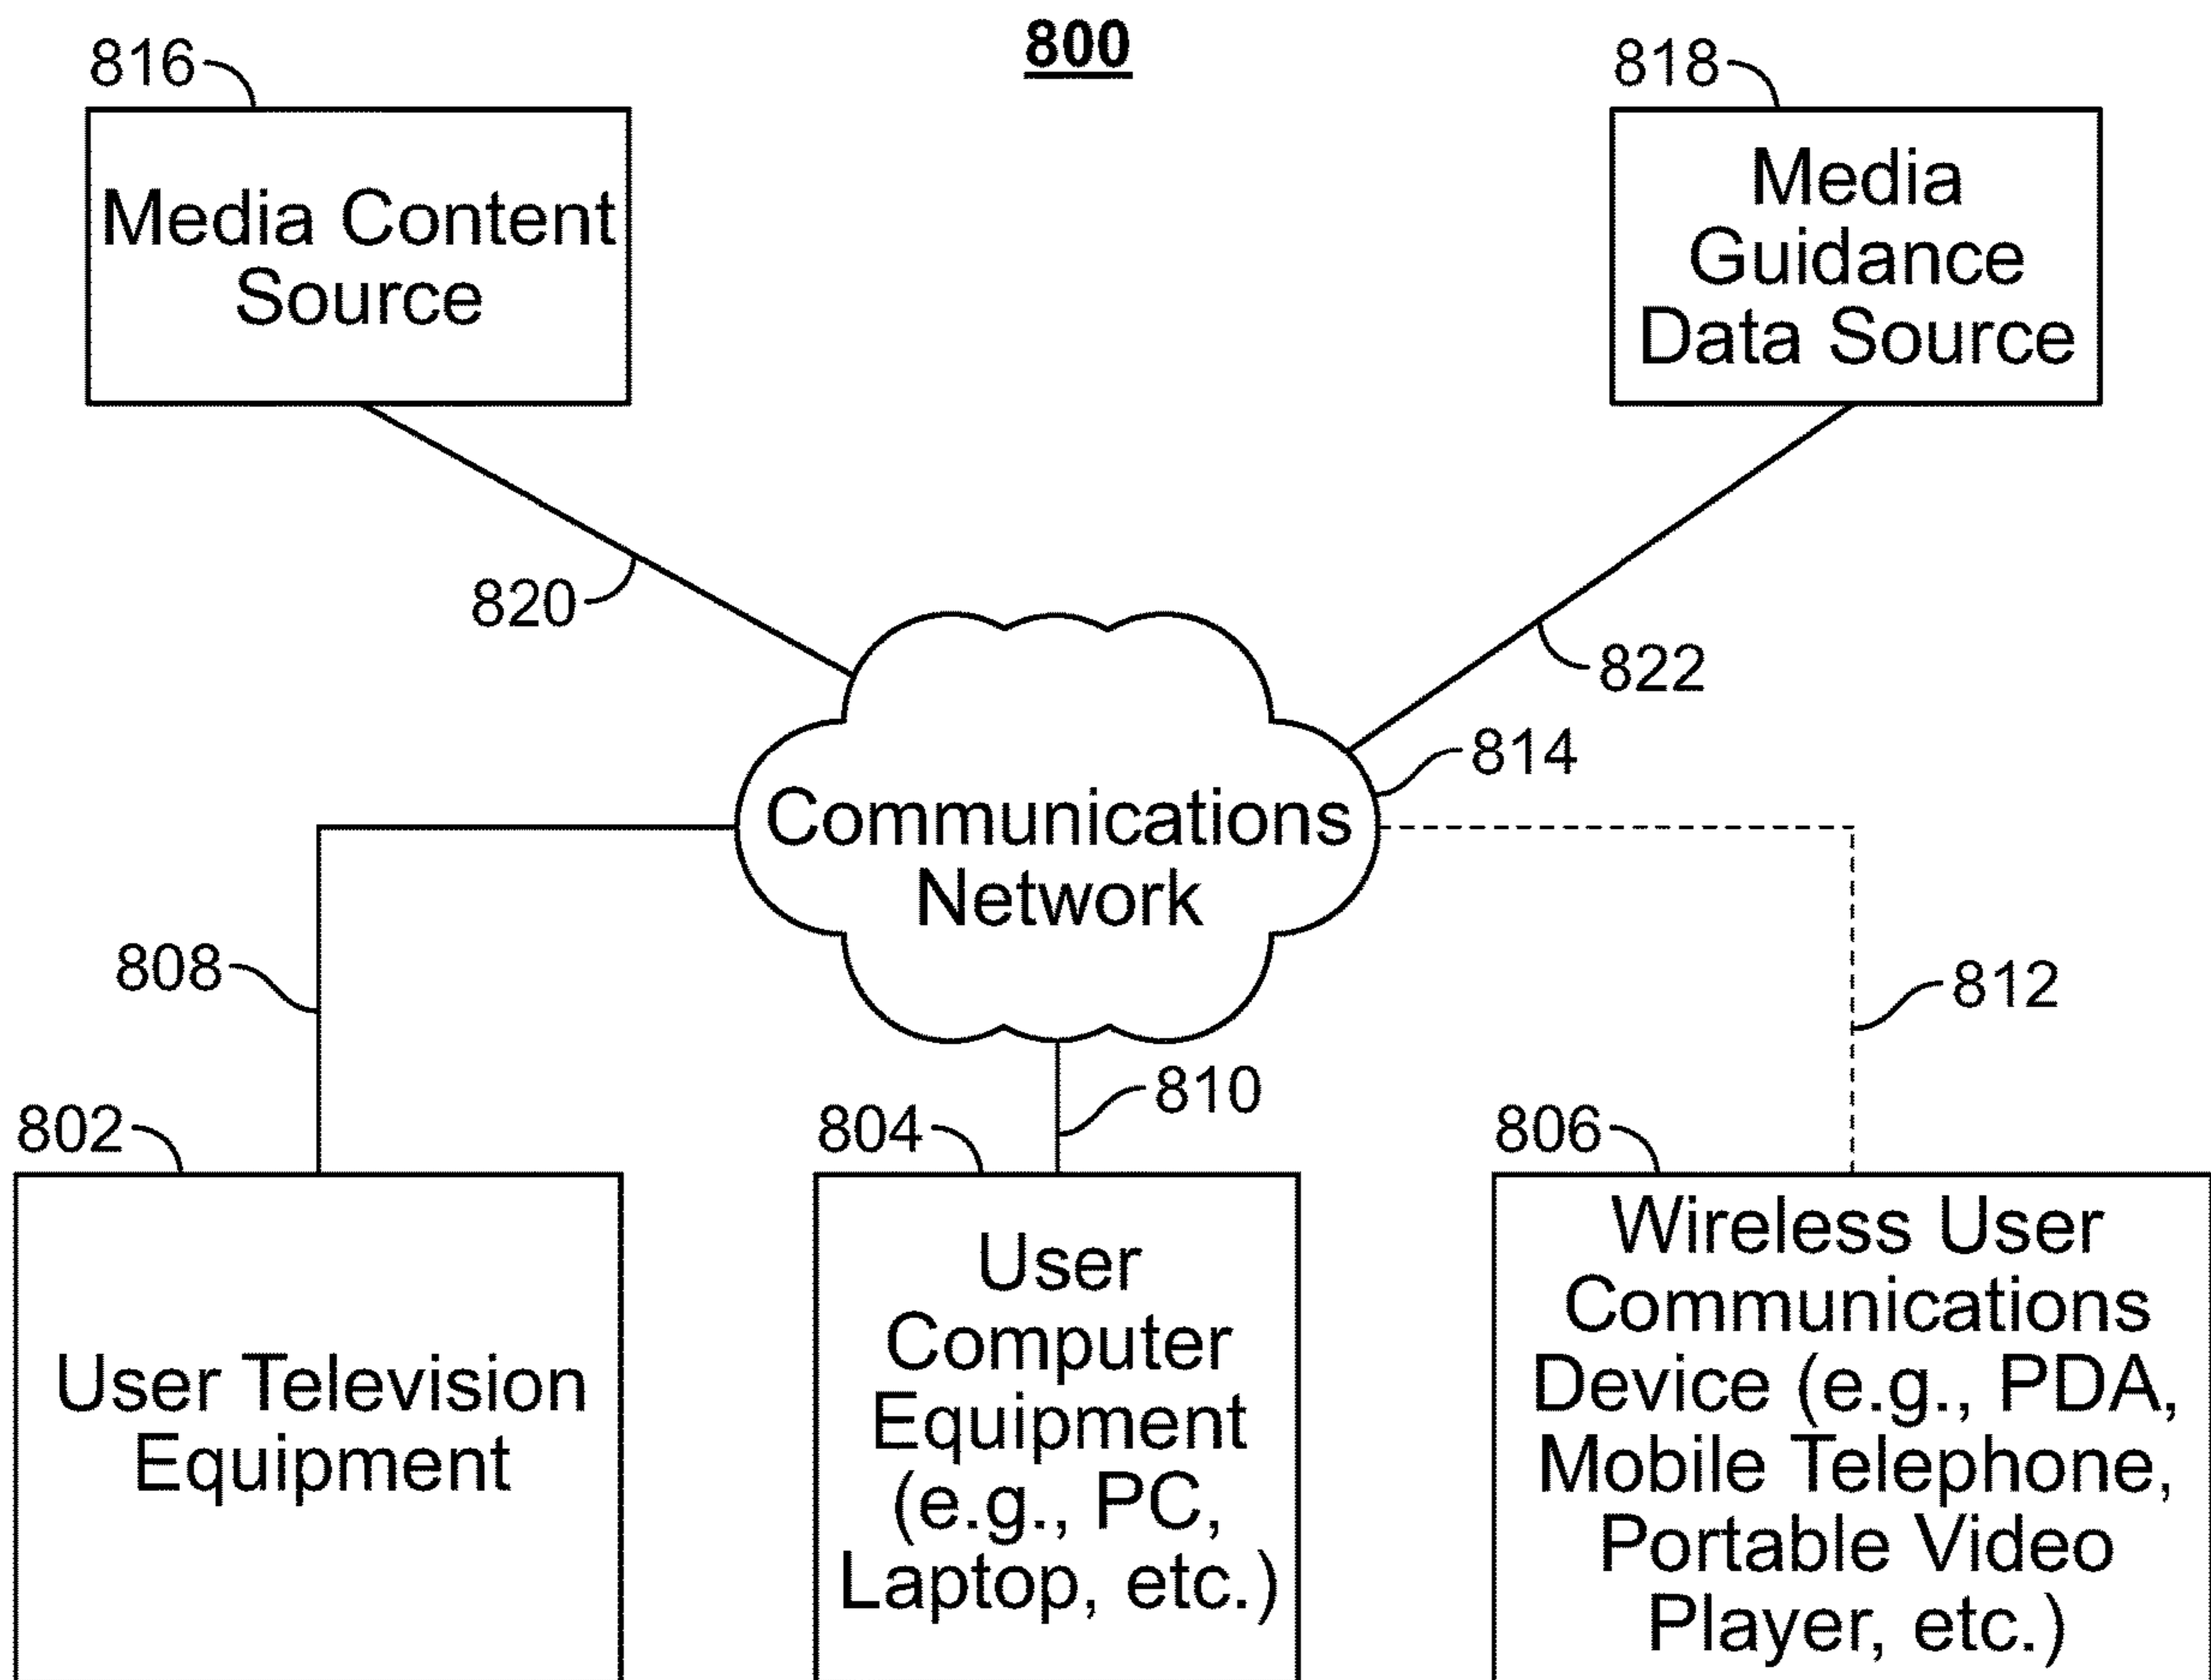 800
816
Media Content
Source
818
Media
Guidance
Data Source
820
822
814
Communications
Network
808
812
810
802
User Television
Equipment
804
User
Computer
Equipment
(e.g., PC,
Laptop, etc.)
806
Wireless User
Communications
Device (e.g., PDA,
Mobile Telephone,
Portable Video
Player, etc.)